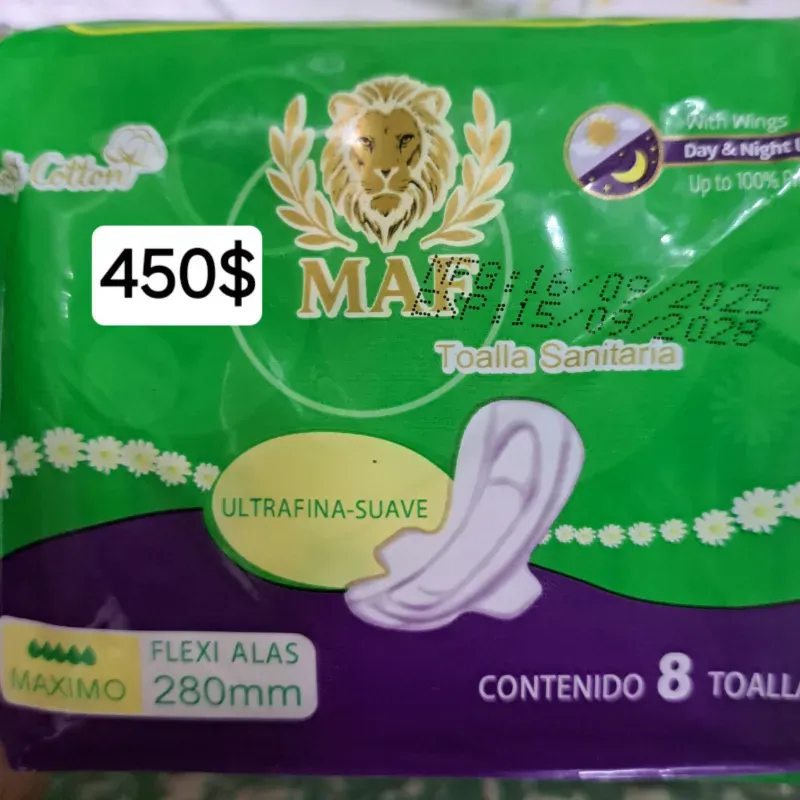 Cotton
With Wings
Day & Night U
Up to 100% P
450$
MAF
FAB:16/09/2025
EXP:15/09/2028
Toalla Sanitaria
ULTRAFINA-SUAVE
FLEXI ALAS
MAXIMO
280mm
CONTENIDO 8 TOALLA